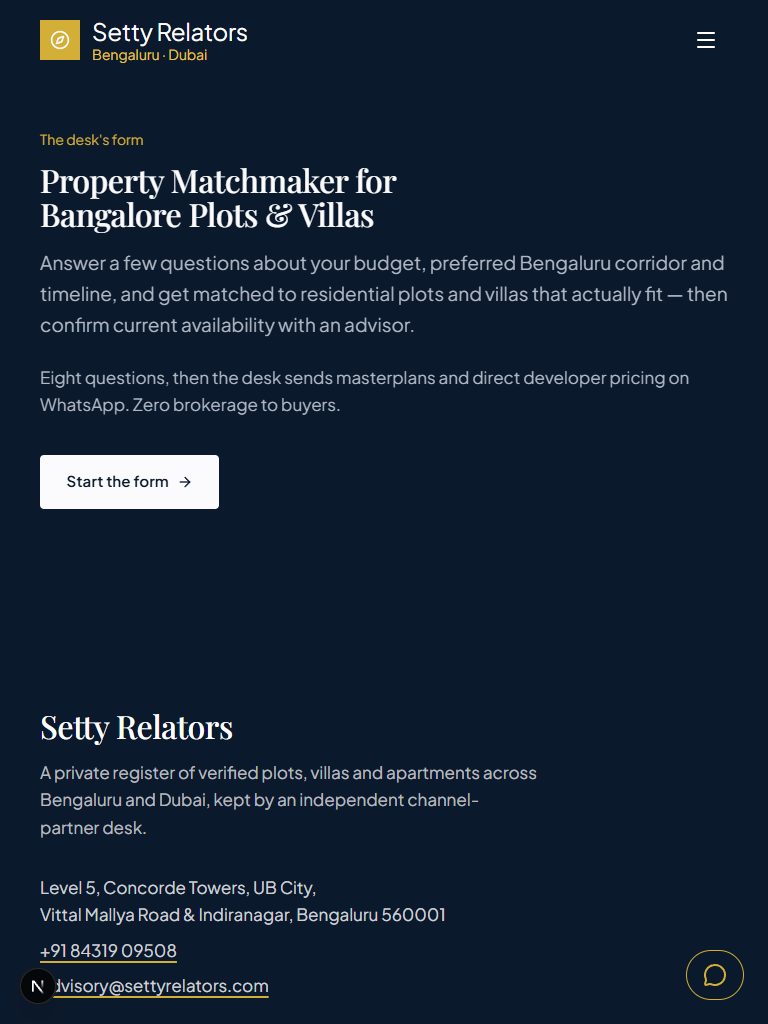 Setty Relators
Bengaluru · Dubai
The desk's form
Property Matchmaker for
Bangalore Plots & Villas
Answer a few questions about your budget, preferred Bengaluru corridor and
timeline, and get matched to residential plots and villas that actually fit — then
confirm current availability with an advisor.
Eight questions, then the desk sends masterplans and direct developer pricing on
WhatsApp. Zero brokerage to buyers.
Start the form →
Setty Relators
A private register of verified plots, villas and apartments across
Bengaluru and Dubai, kept by an independent channel-
partner desk.
Level 5, Concorde Towers, UB City,
Vittal Mallya Road & Indiranagar, Bengaluru 560001
+91 84319 09508
N
dvisory@settyrelators.com